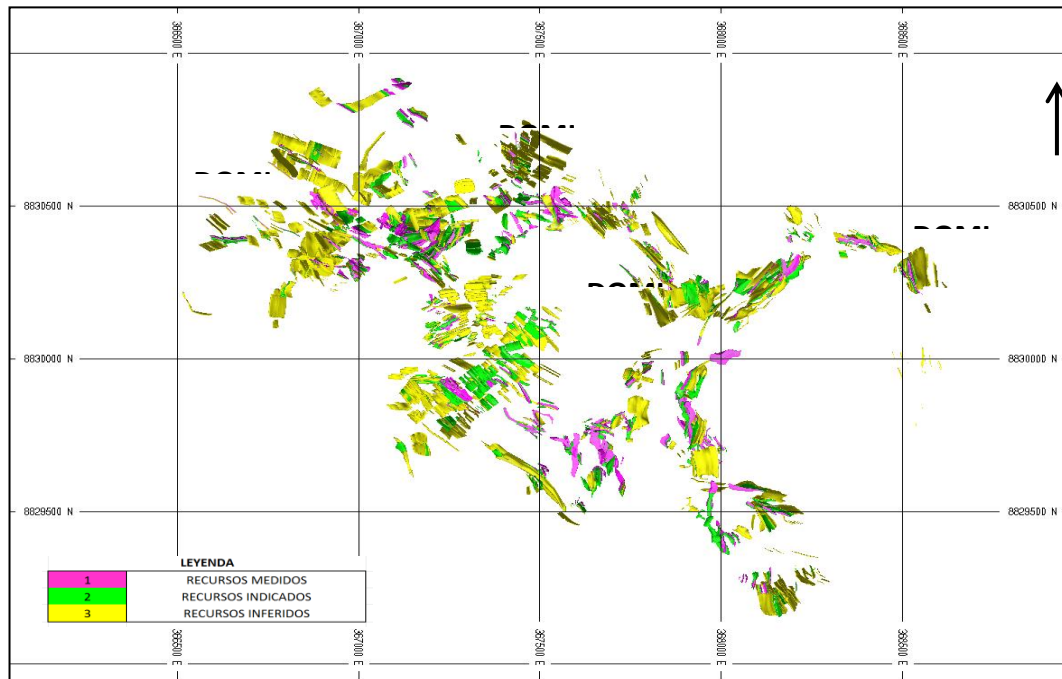 366500 E
367000 E
367500 E
368000 E
368500 E
8830500 N
8830500 N
8830000 N
8830000 N
8829500 N
8829500 N
LEYENDA
1 RECURSOS MEDIDOS
2 RECURSOS INDICADOS
3 RECURSOS INFERIDOS
366500 E
367000 E
367500 E
368000 E
368500 E